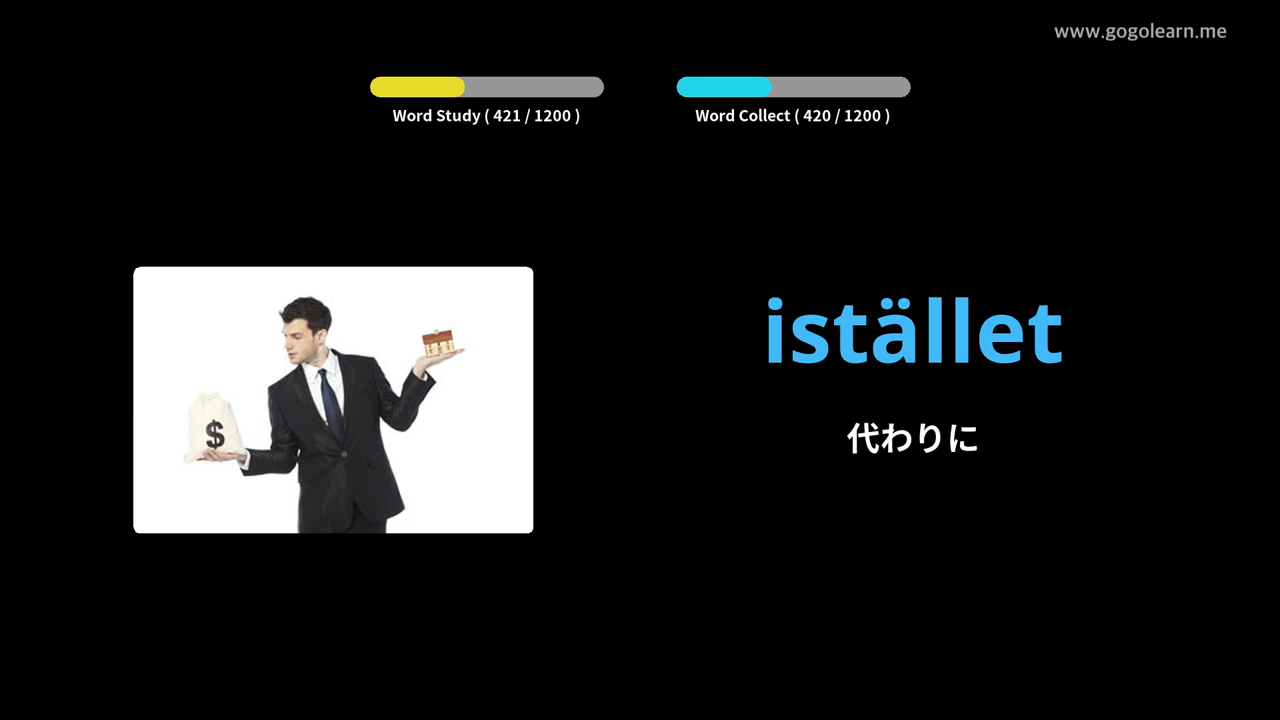 www.gogolearn.me
Word Study ( 421 / 1200 )
Word Collect ( 420 / 1200 )
$
istället
代わりに